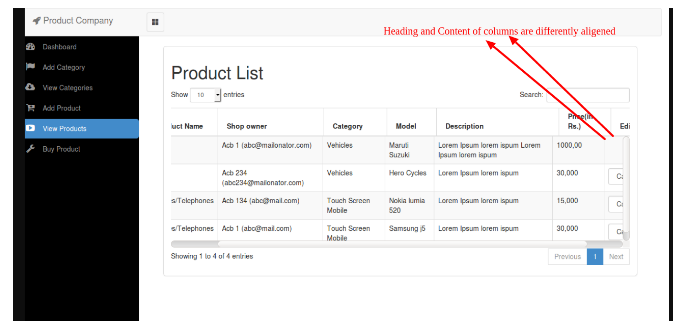 Product Company
Heading and Content of columns are differently aligened
Dashboard
Add Category
View Categories
Add Product
View Products
Buy Product
Product List
Show 10 entries
Search:
uct Name Shop owner Category Model Description Price(in Rs.) Edi
Acb 1 (abc@mailonator.com) Vehicles Maruti Suzuki Lorem Ipsum lorem ispum Lorem Ipsum lorem ispum 1000,00
Acb 234 (abc234@mailonator.com) Vehicles Hero Cycles Lorem Ipsum lorem ispum 30,000 Ca
s/Telephones Acb 134 (abc@mail.com) Touch Screen Mobile Nokia lumia 520 Lorem Ipsum lorem ispum 15,000 Ca
s/Telephones Acb 1 (abc@mail.com) Touch Screen Mobile Samsung j5 Lorem Ipsum lorem ispum 30,000 Ca
Showing 1 to 4 of 4 entries
Previous 1 Next